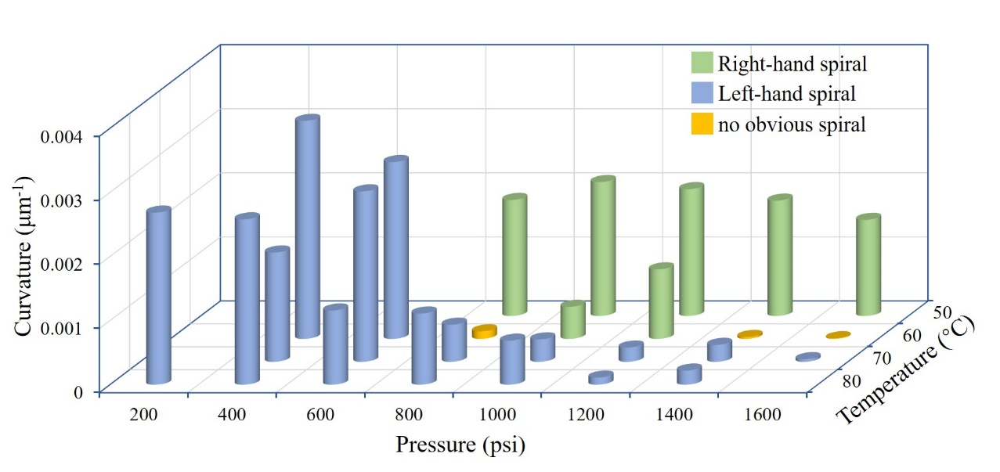 Right-hand spiral
Left-hand spiral
no obvious spiral
0.004
0.003
0.002
0.001
0
Curvature (μm⁻¹)
200 400 600 800 1000 1200 1400 1600
Pressure (psi)
50
60
70
80
Temperature (°C)